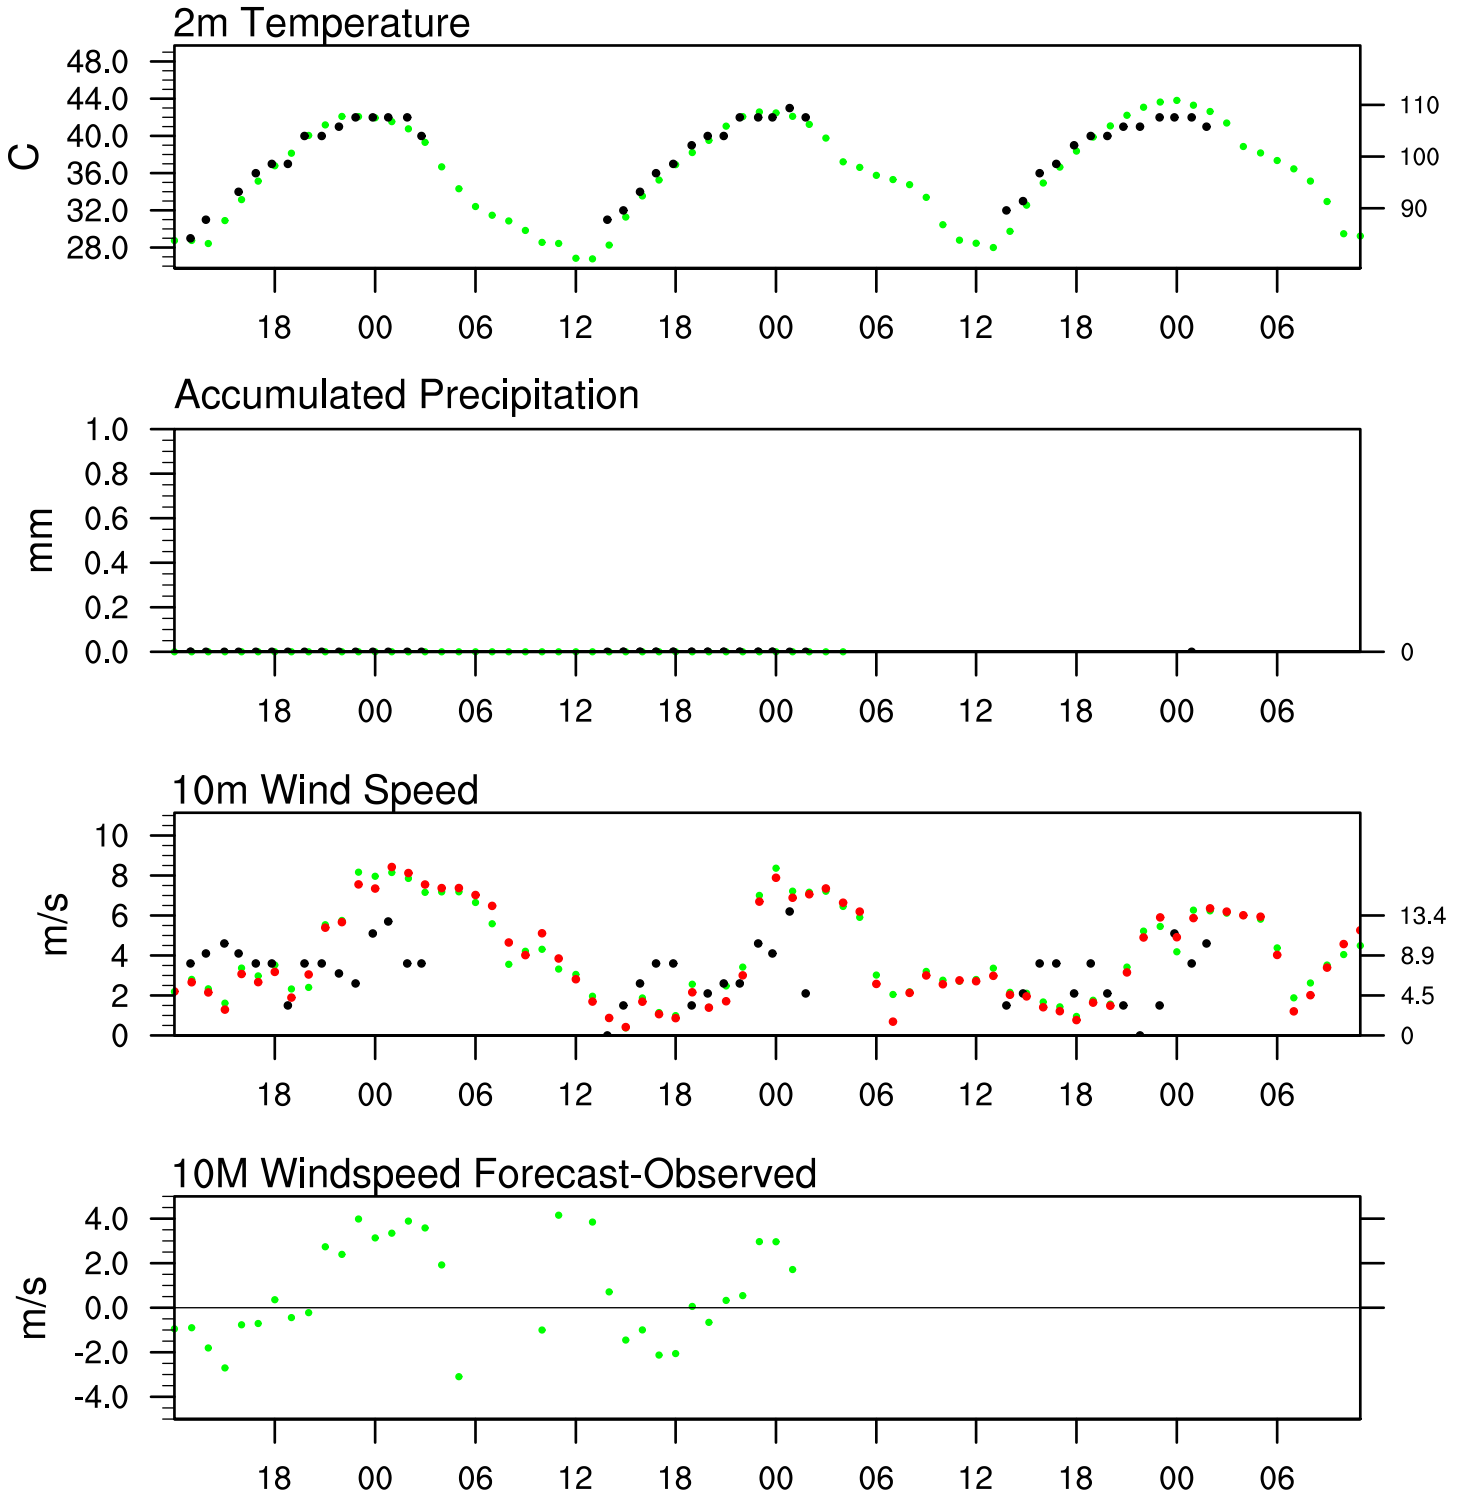 2m Temperature
48.0
44.0 110
40.0
C 36.0 100
32.0 90
28.0
18 00 06 12 18 00 06 12 18 00 06
Accumulated Precipitation
1.0
0.8
0.6
mm
0.4
0.2
0.0 0
18 00 06 12 18 00 06 12 18 00 06
10m Wind Speed
10
8
m/s 6 13.4
4 8.9
2 4.5
0 0
18 00 06 12 18 00 06 12 18 00 06
10M Windspeed Forecast-Observed
4.0
2.0
m/s 0.0
-2.0
-4.0
18 00 06 12 18 00 06 12 18 00 06